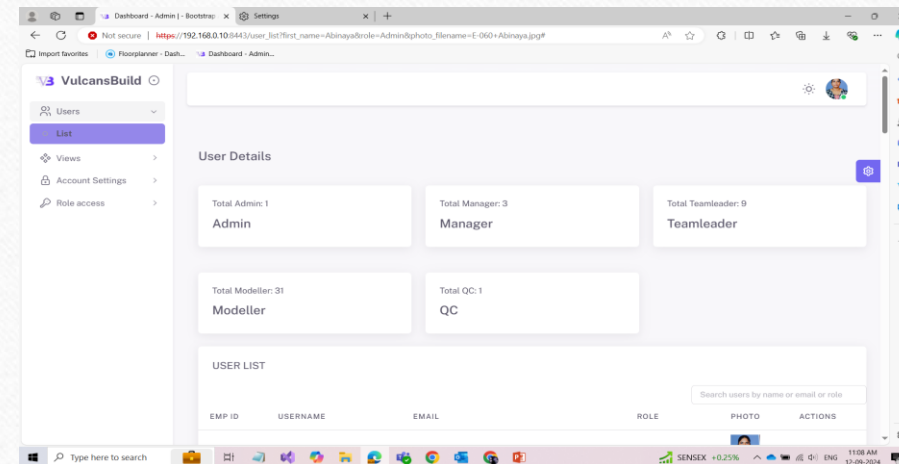 Dashboard - Admin | - Bootstrap
Settings
Not secure | https://192.168.0.10:8443/user_list?first_name=Abinaya&role=Admin&photo_filename=E-060+Abinaya.jpg#
Import favorites
Floorplanner - Dash...
Dashboard - Admin...
VulcansBuild
Users
List
Views
Account Settings
Role access
User Details
Total Admin: 1
Admin
Total Manager: 3
Manager
Total Teamleader: 9
Teamleader
Total Modeller: 31
Modeller
Total QC: 1
QC
USER LIST
Search users by name or email or role
EMP ID USERNAME EMAIL ROLE PHOTO ACTIONS
Type here to search
SENSEX +0.25%
ENG
11:08 AM
12-09-2024